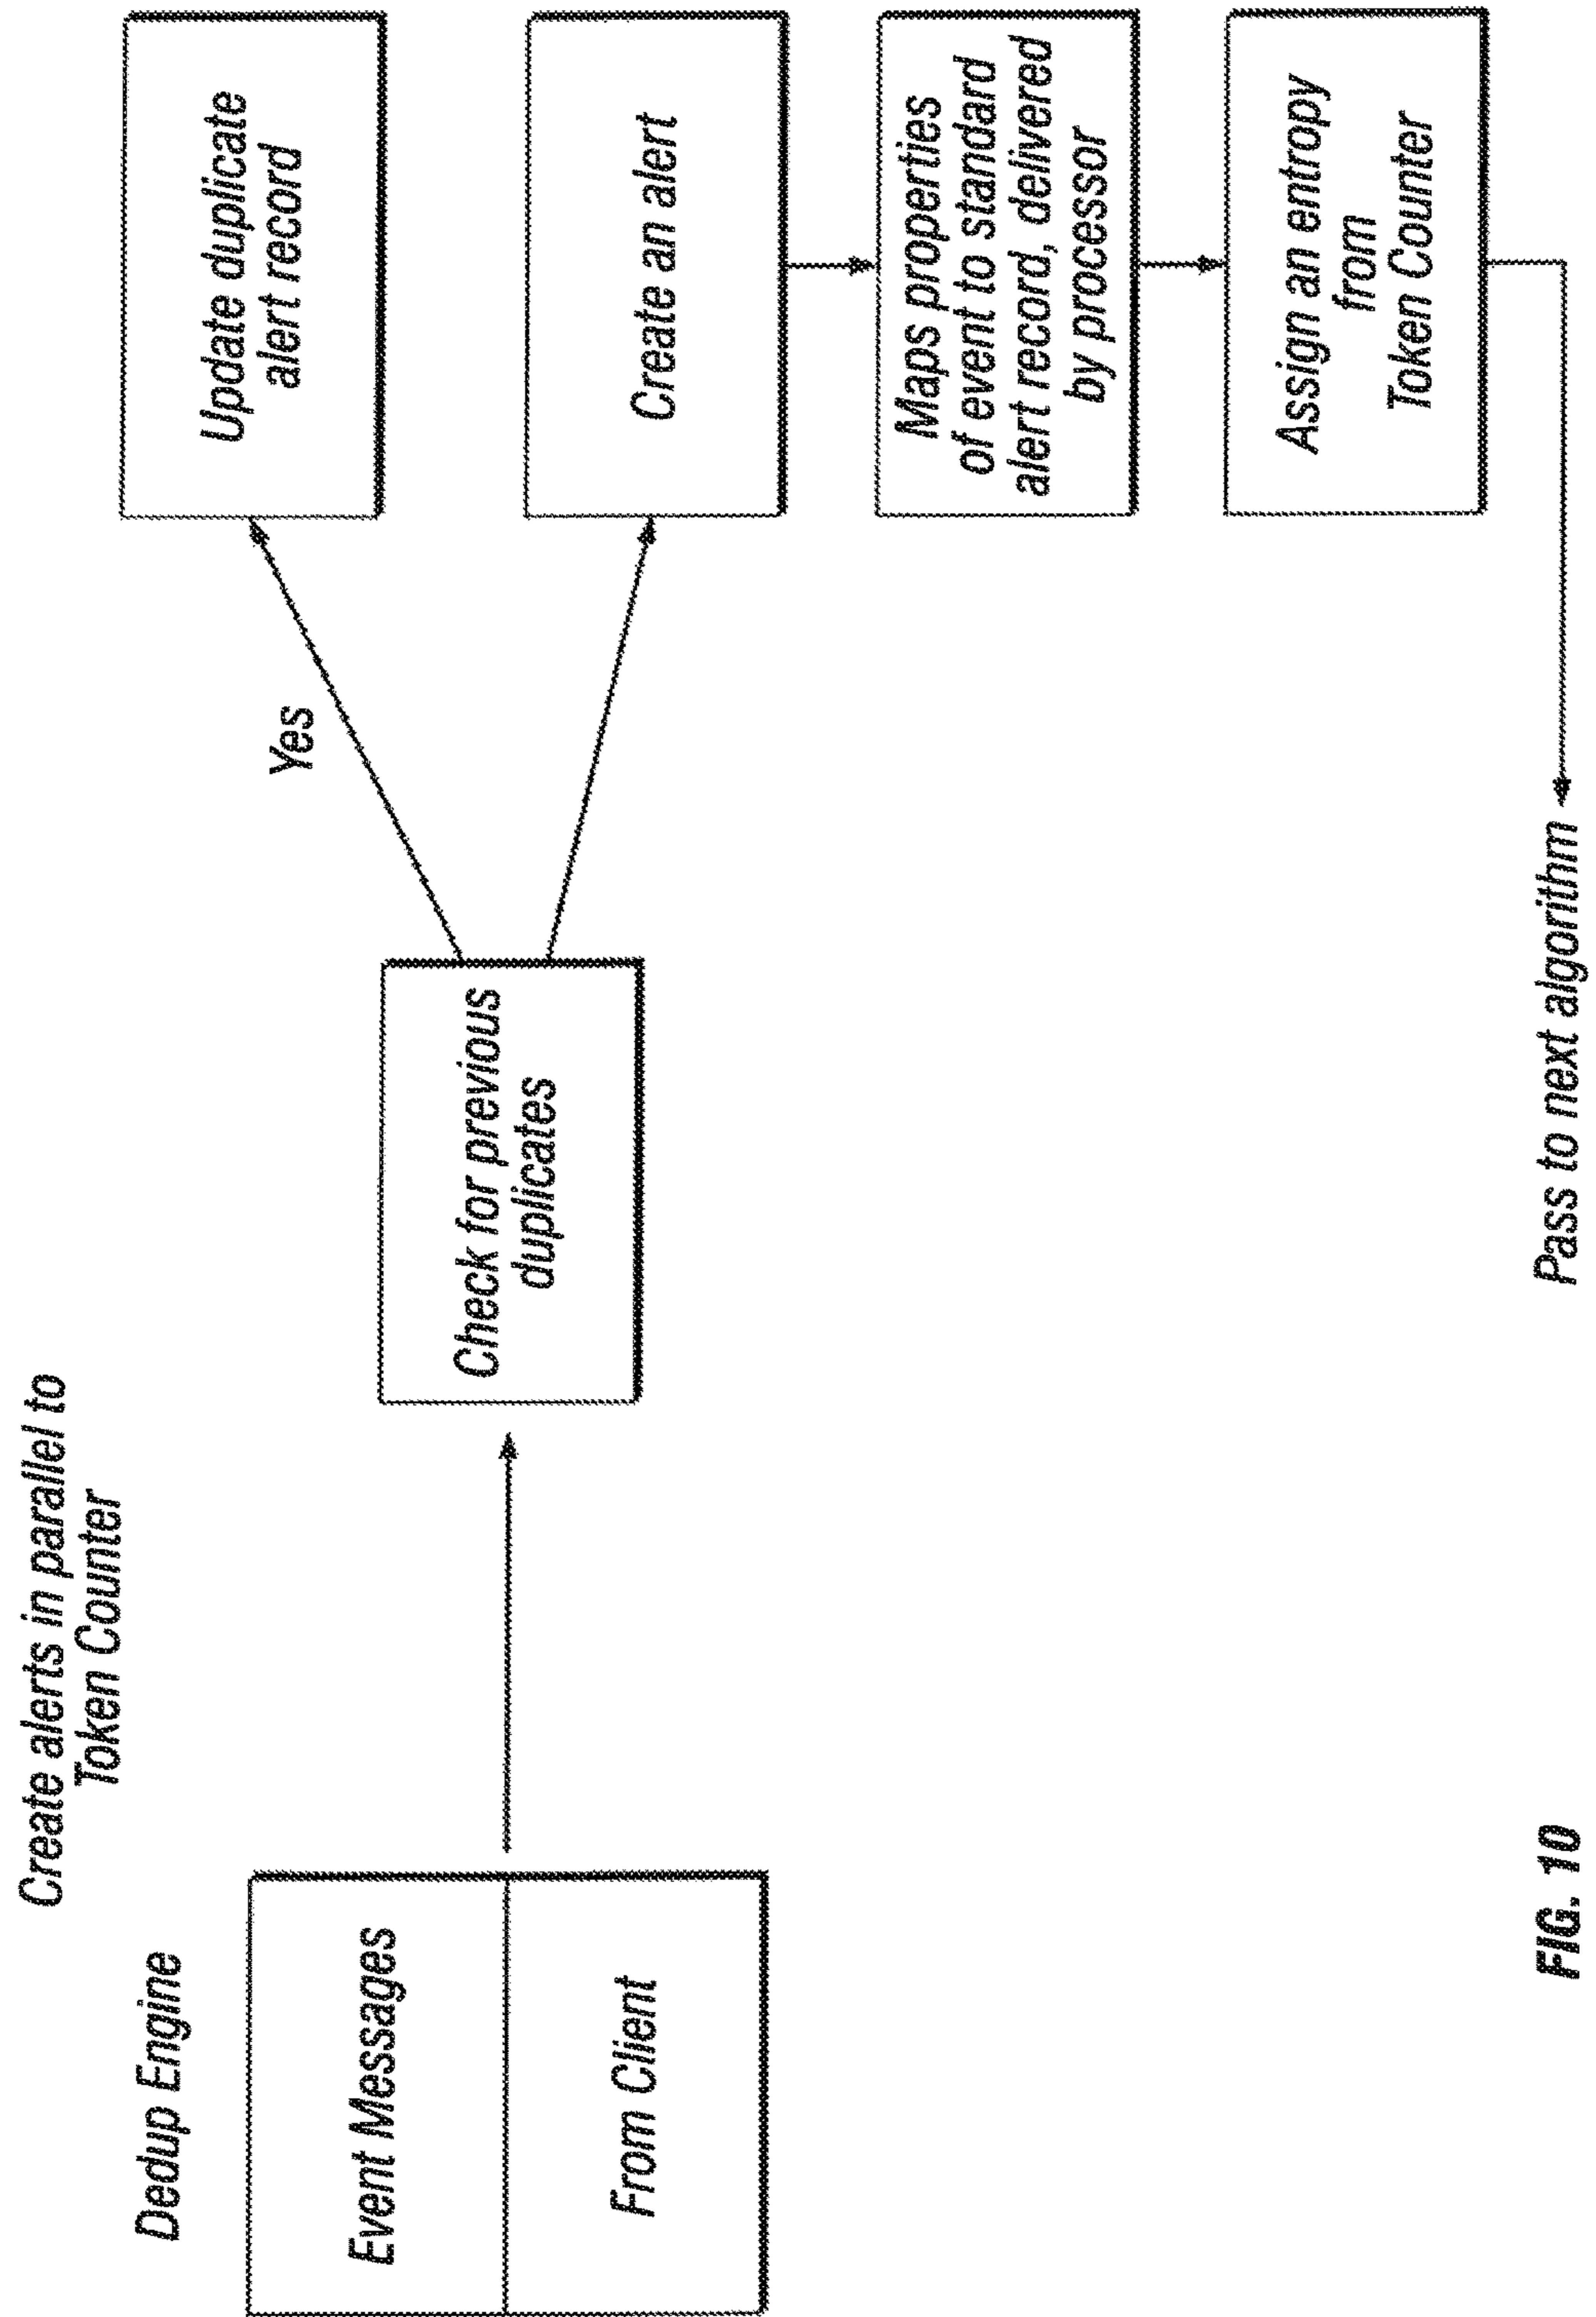 Create alerts in parallel to
Token Counter
Dedup Engine
Event Messages
From Client
Check for previous
duplicates
Yes
Update duplicate
alert record
Create an alert
Maps properties
of event to standard
alert record, delivered
by processor
Assign an entropy
from
Token Counter
Pass to next algorithm
FIG. 10